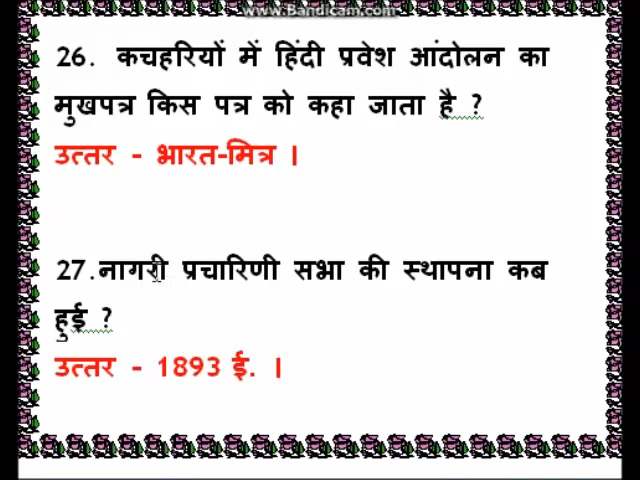 www.Bandicam.com
26. कचहरियों में हिंदी प्रवेश आंदोलन का
मुखपत्र किस पत्र को कहा जाता है ?
उत्तर - भारत-मित्र ।
27.नागरी प्रचारिणी सभा की स्थापना कब
हुई ?
उत्तर - 1893 ई. ।